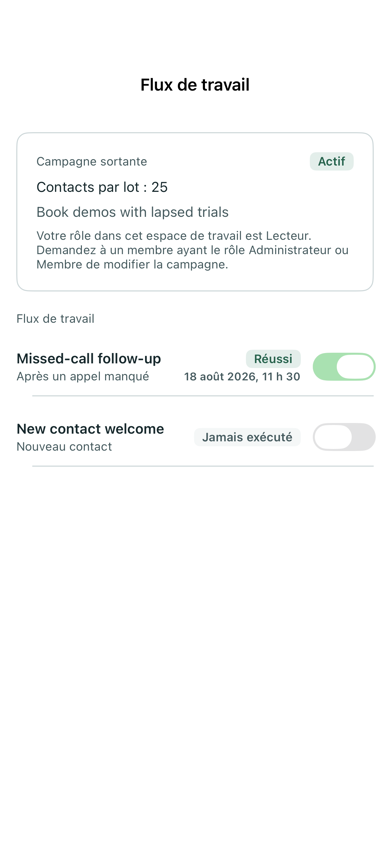 Flux de travail
Campagne sortante
Actif
Contacts par lot : 25
Book demos with lapsed trials
Votre rôle dans cet espace de travail est Lecteur.
Demandez à un membre ayant le rôle Administrateur ou
Membre de modifier la campagne.
Flux de travail
Missed-call follow-up
Réussi
Après un appel manqué
18 août 2026, 11 h 30
New contact welcome
Jamais exécuté
Nouveau contact